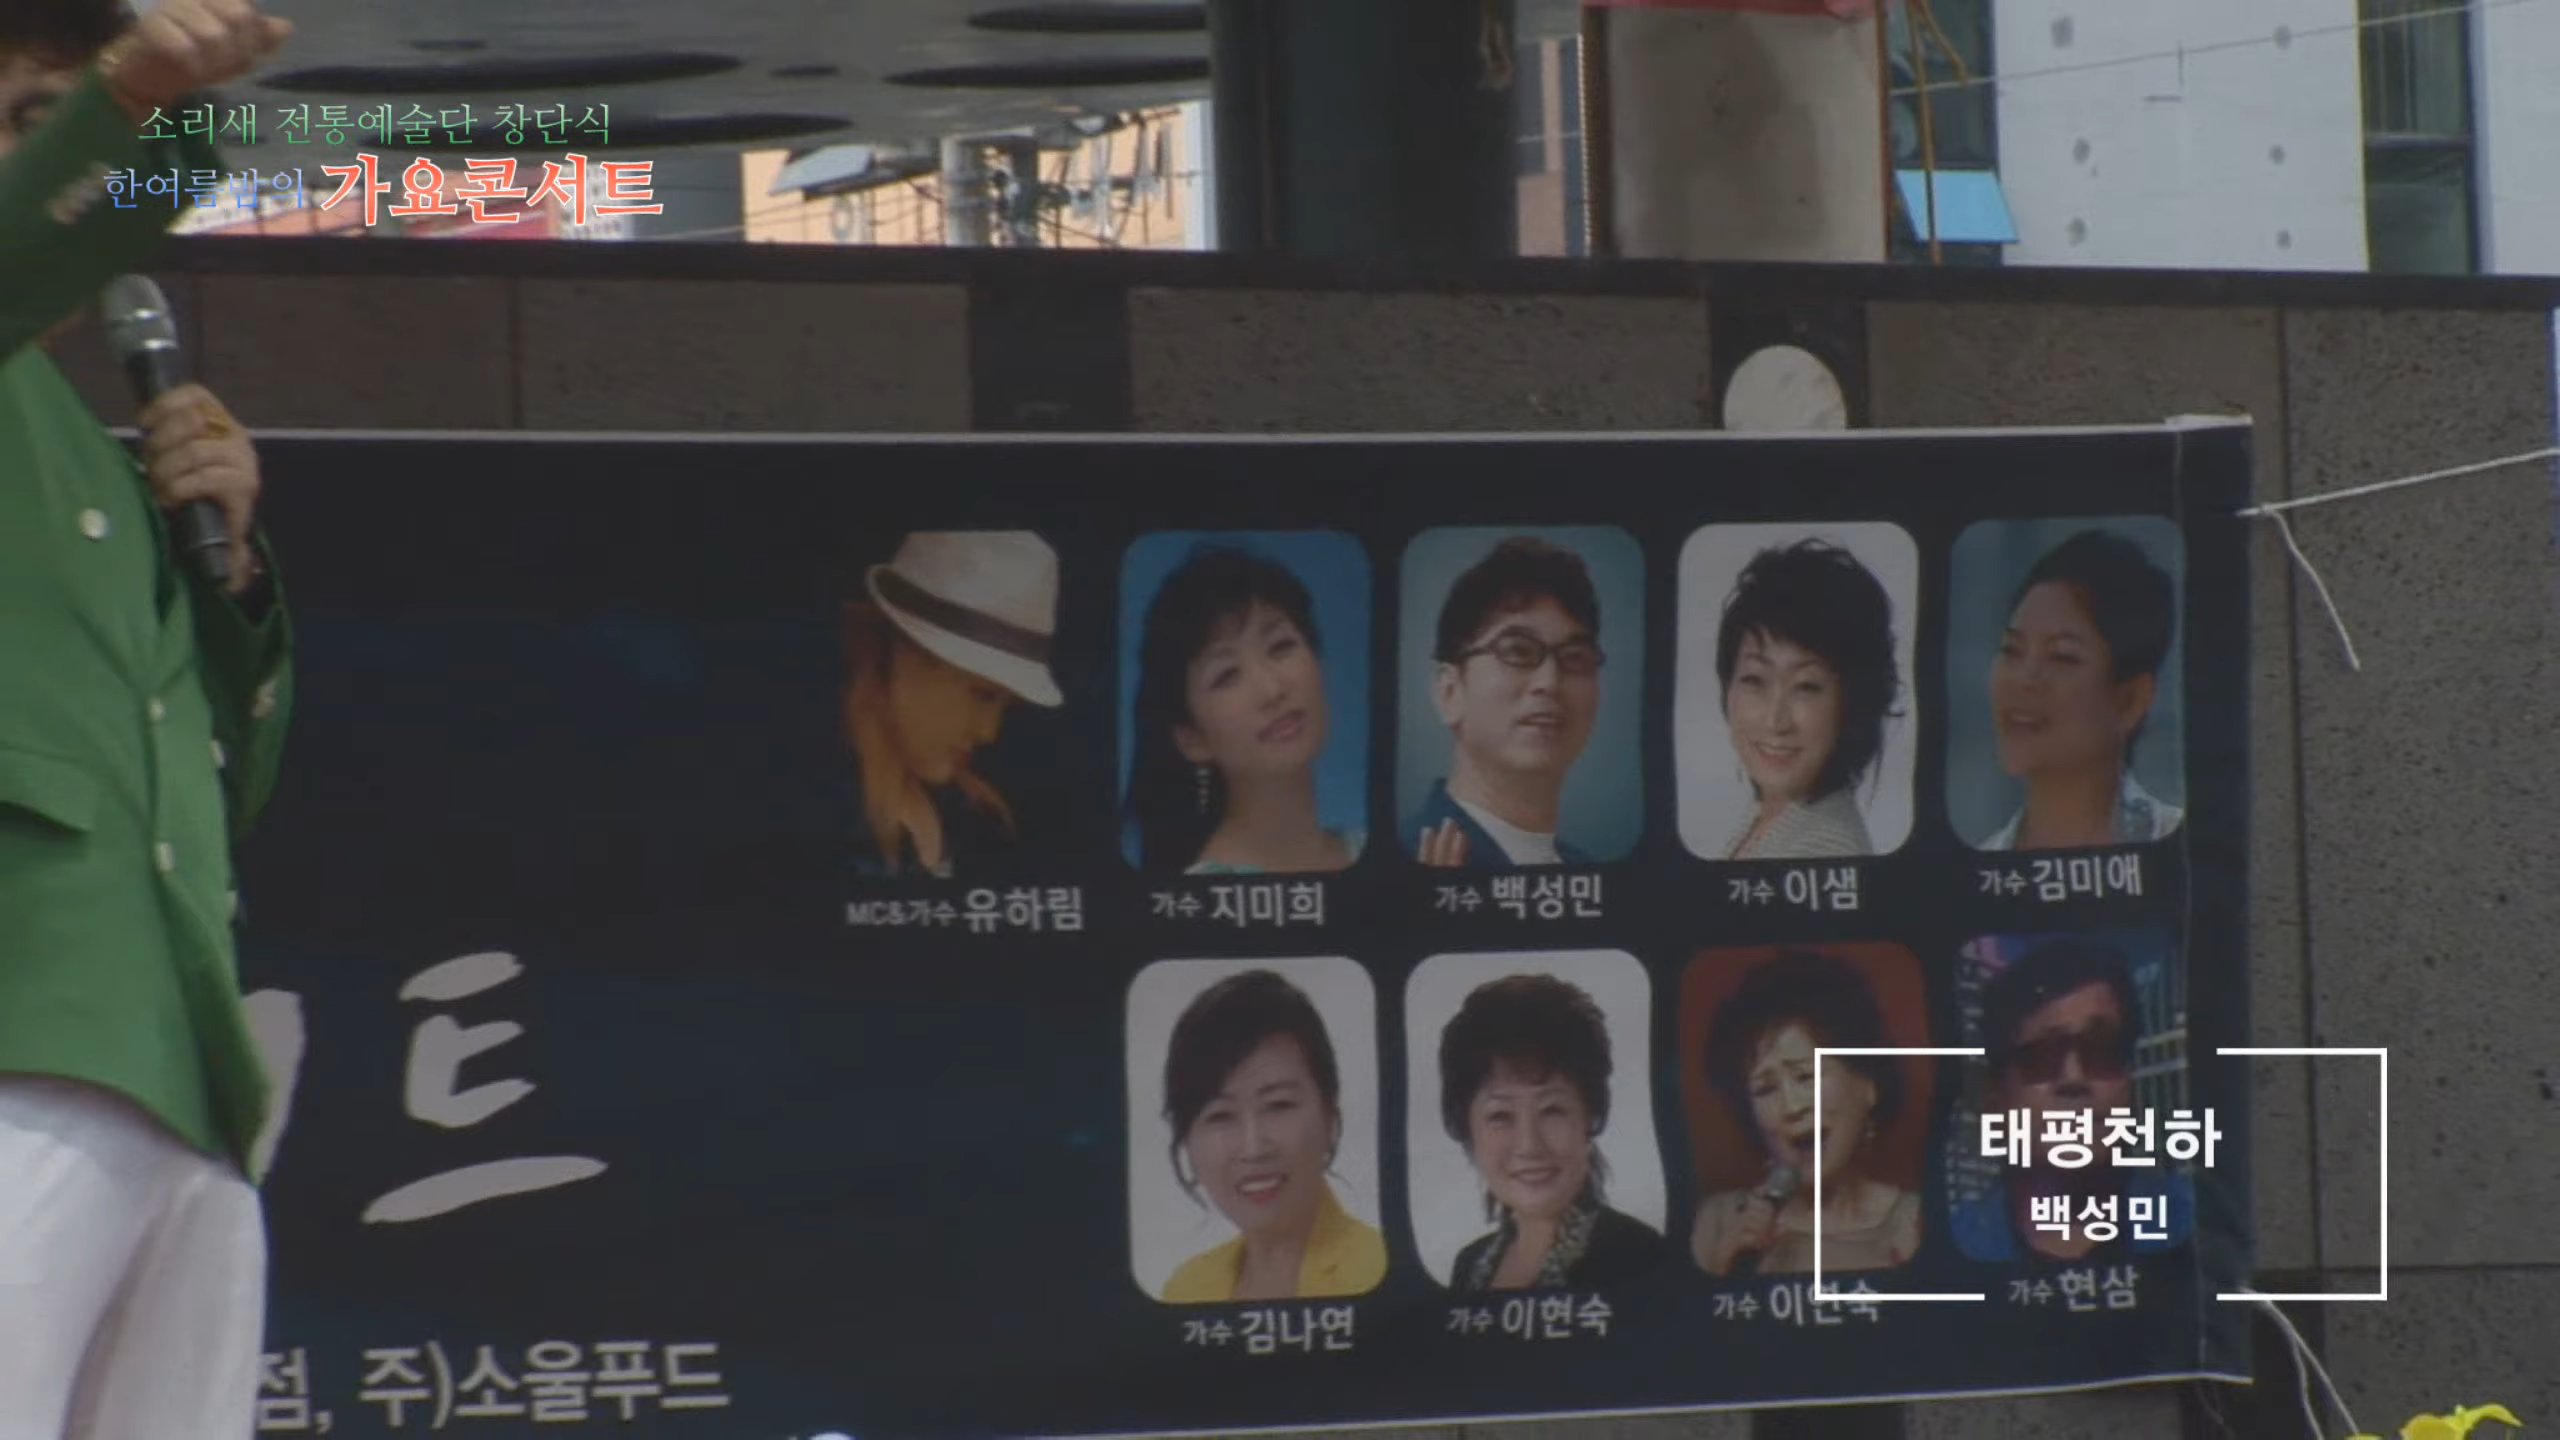 소리새 전통예술단 창단식
한여름밤의 가요콘서트
MC&가수 유하림
가수 지미희
가수 백성민
가수 이샘
가수 김미애
트
가수 김나연
가수 이현숙
가수
가수 현삼
태평천하
백성민
점, 주)소울푸드